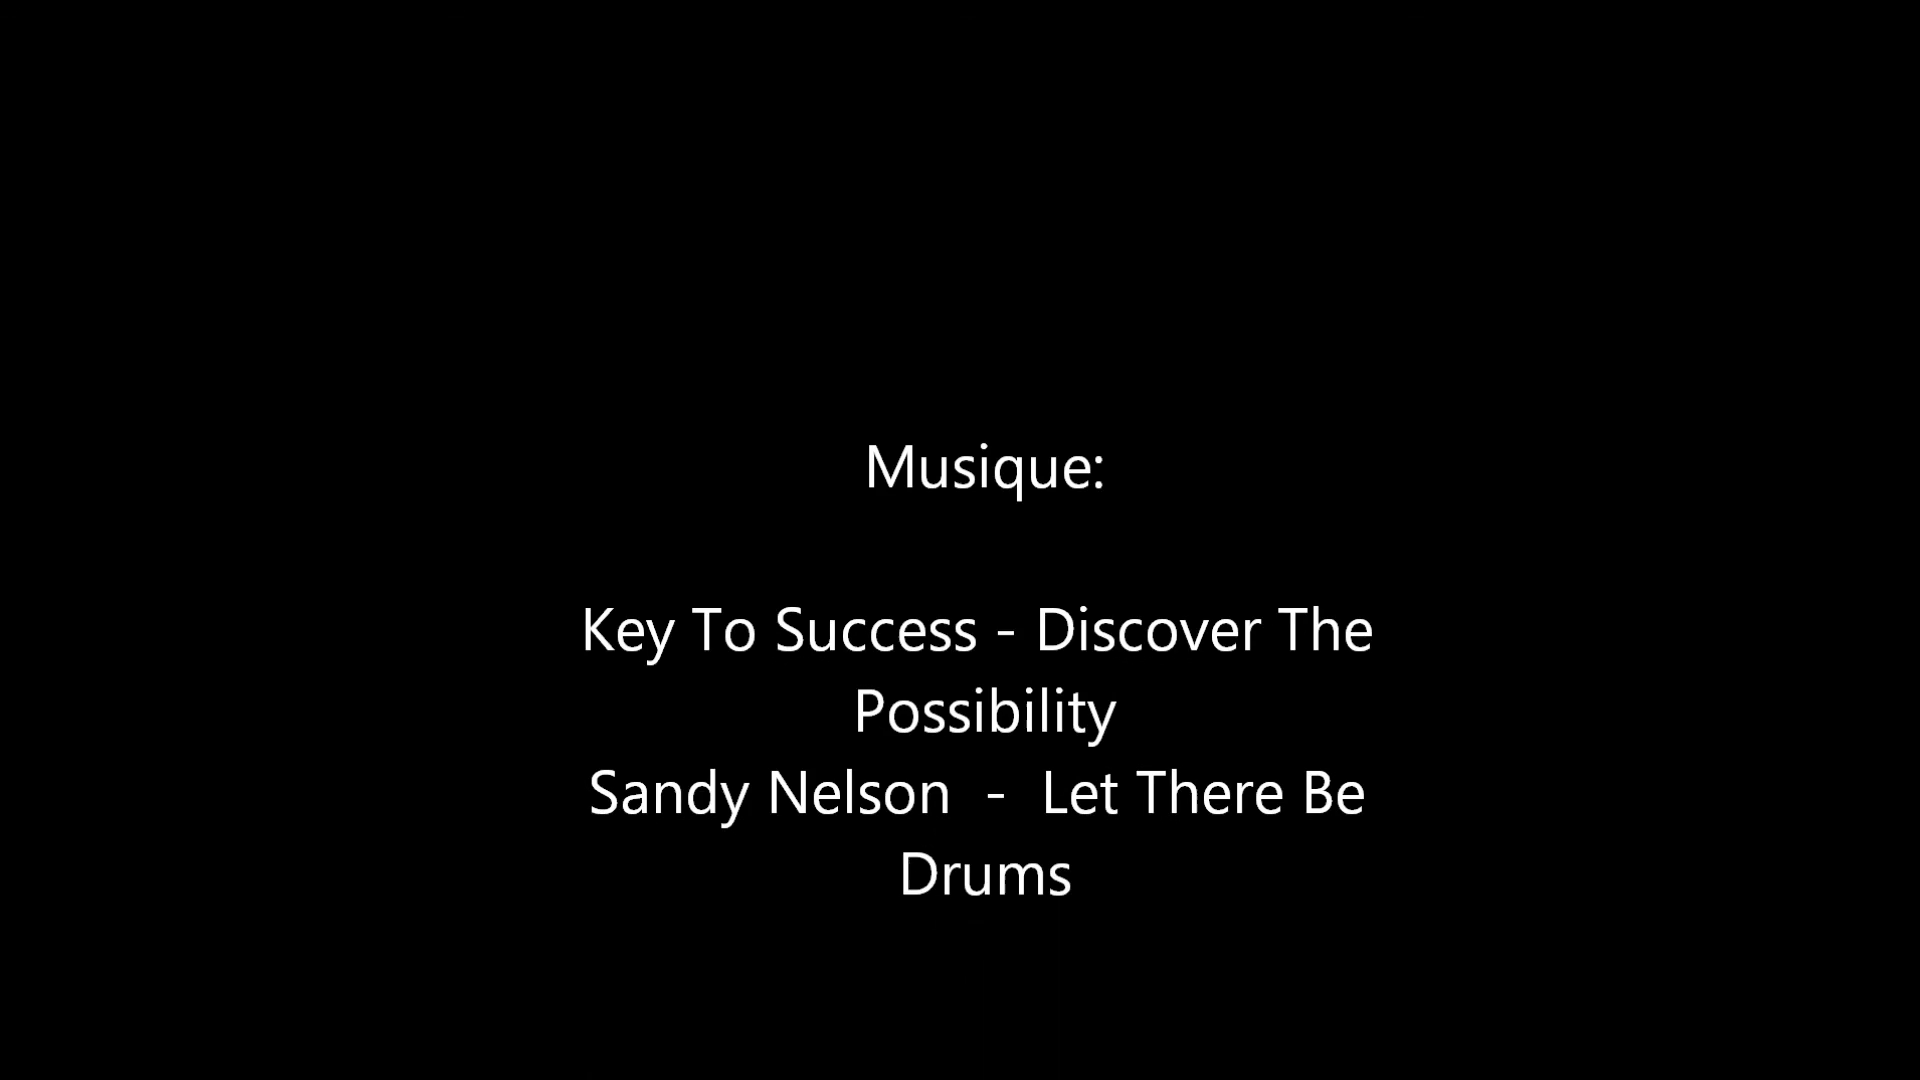 Musique:
Key To Success - Discover The
Possibility
Sandy Nelson  -  Let There Be
Drums